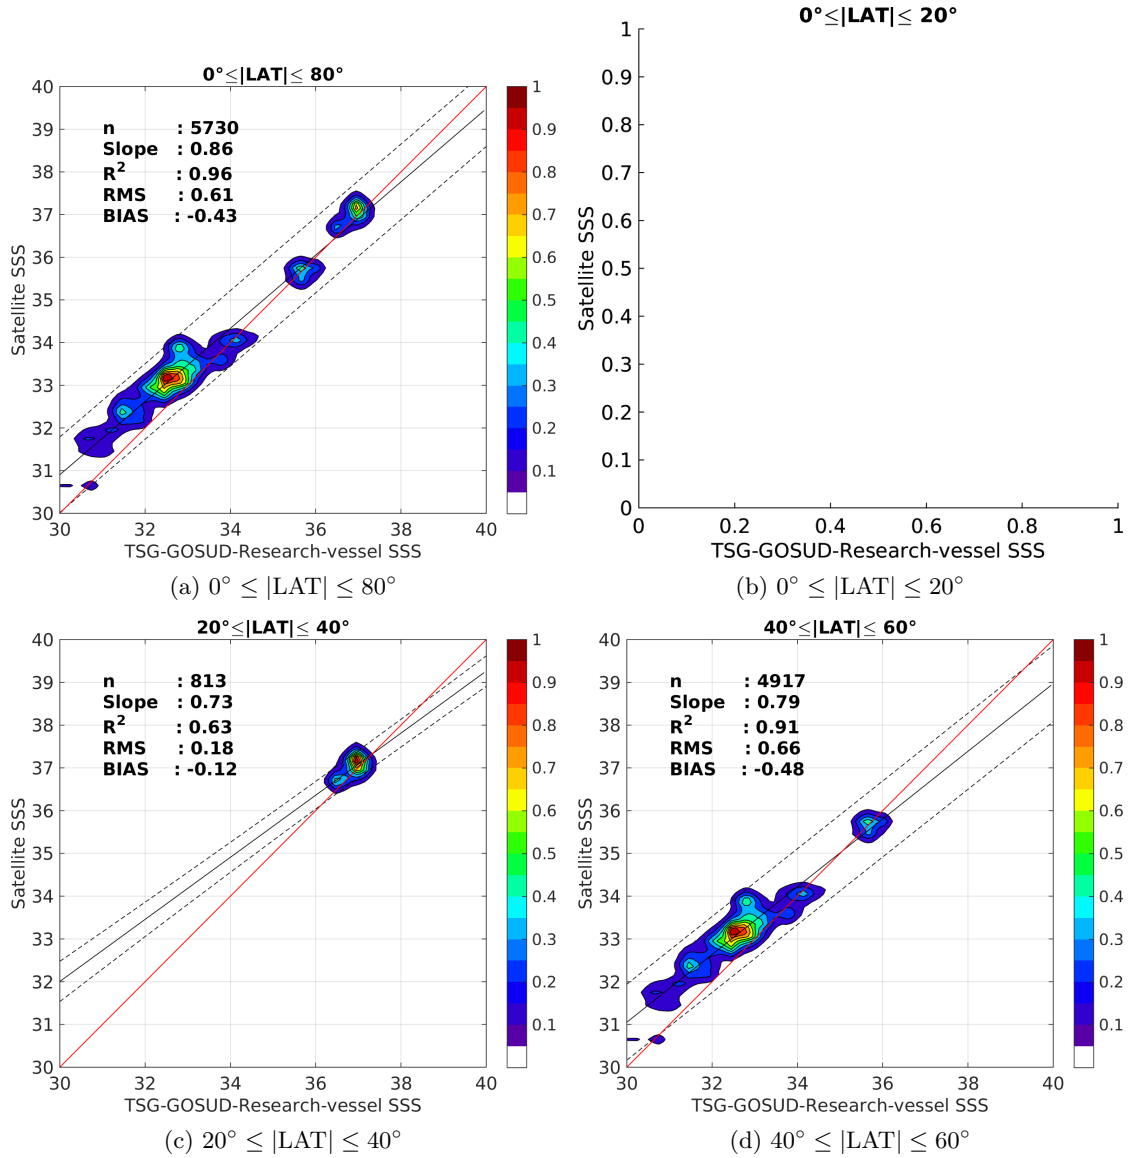 0°≤|LAT|≤ 80°
40
39
38
37
36
35
34
33
32
31
30
Satellite SSS
n : 5730
Slope : 0.86
R² : 0.96
RMS : 0.61
BIAS : -0.43
30 32 34 36 38 40
TSG-GOSUD-Research-vessel SSS
1
0.9
0.8
0.7
0.6
0.5
0.4
0.3
0.2
0.1
(a) 0° ≤ |LAT| ≤ 80°
0°≤|LAT|≤ 20°
1
0.9
0.8
0.7
0.6
0.5
0.4
0.3
0.2
0.1
0
Satellite SSS
0 0.2 0.4 0.6 0.8 1
TSG-GOSUD-Research-vessel SSS
(b) 0° ≤ |LAT| ≤ 20°
20°≤|LAT|≤ 40°
40
39
38
37
36
35
34
33
32
31
30
Satellite SSS
n : 813
Slope : 0.73
R² : 0.63
RMS : 0.18
BIAS : -0.12
30 32 34 36 38 40
TSG-GOSUD-Research-vessel SSS
1
0.9
0.8
0.7
0.6
0.5
0.4
0.3
0.2
0.1
(c) 20° ≤ |LAT| ≤ 40°
40°≤|LAT|≤ 60°
40
39
38
37
36
35
34
33
32
31
30
Satellite SSS
n : 4917
Slope : 0.79
R² : 0.91
RMS : 0.66
BIAS : -0.48
30 32 34 36 38 40
TSG-GOSUD-Research-vessel SSS
1
0.9
0.8
0.7
0.6
0.5
0.4
0.3
0.2
0.1
(d) 40° ≤ |LAT| ≤ 60°